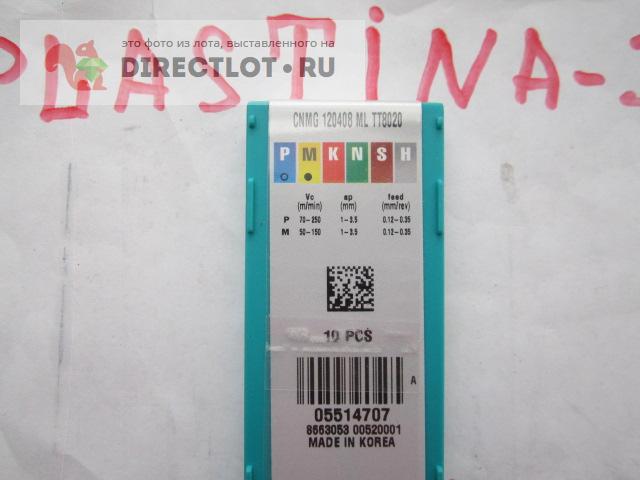 это фото из лота, выставленного на
DIRECTLOT.RU
PLASTINA-
CNMG 120408 ML TT8020
P M K N S H
Vc ap feed
(m/min) (mm) (mm/rev)
P 70-250 1-3.5 0.12-0.35
M 50-150 1-3.5 0.12-0.35
10 PCS
A
05514707
8663053 00520001
MADE IN KOREA